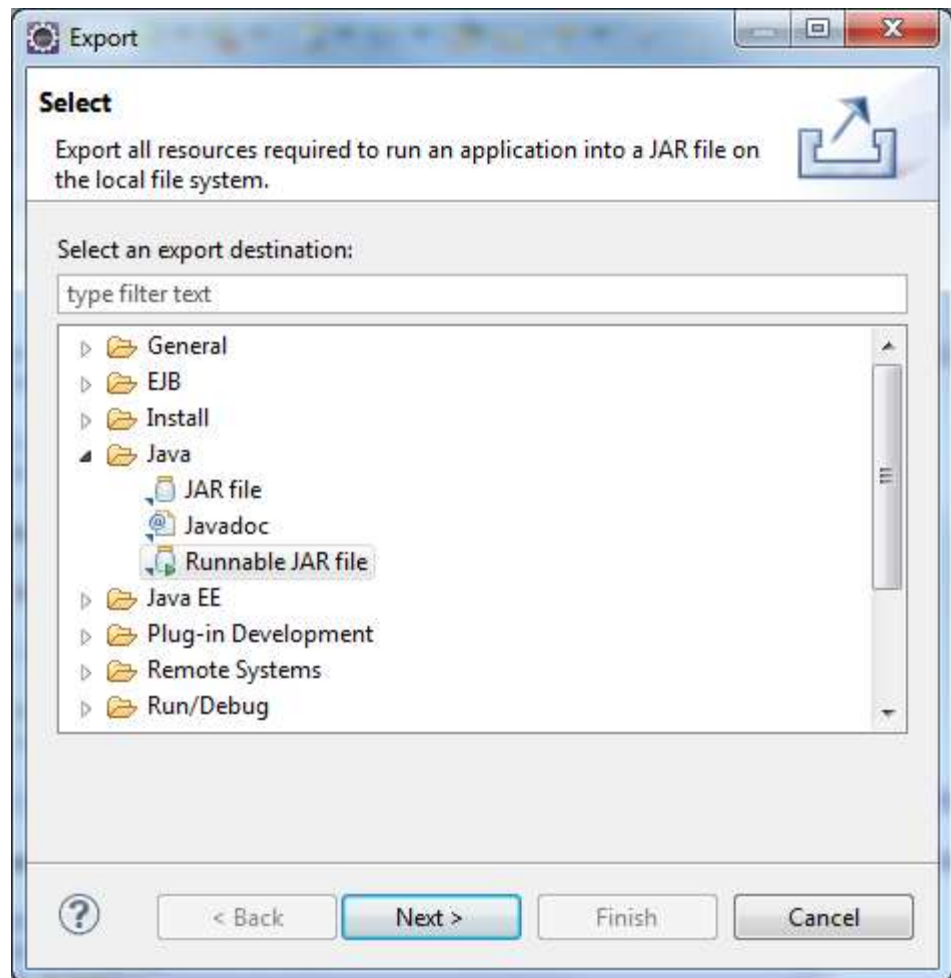 Export
Select
Export all resources required to run an application into a JAR file on
the local file system.
Select an export destination:
type filter text
General
EJB
Install
Java
JAR file
Javadoc
Runnable JAR file
Java EE
Plug-in Development
Remote Systems
Run/Debug
? < Back Next > Finish Cancel